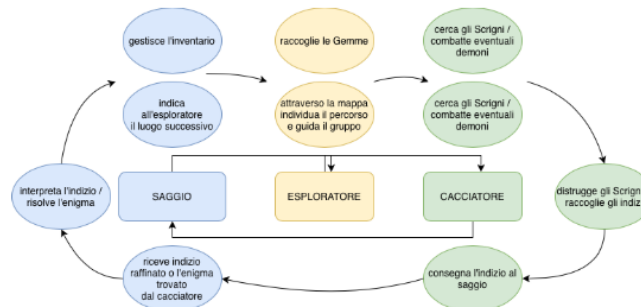 gestisce l'inventario
raccoglie le Gemme
cerca gli Scrigni /
combatte eventuali
demoni
indica
all'esploratore
il luogo successivo
attraverso la mappa
individua il percorso
e guida il gruppo
cerca gli Scrigni /
combatte eventuali
demoni
interpreta l'indizio /
risolve l'enigma
SAGGIO
ESPLORATORE
CACCIATORE
distrugge gli Scrigni
raccoglie gli indiz
riceve indizio
raffinato o l'enigma
trovato
dal cacciatore
consegna l'indizio al
saggio